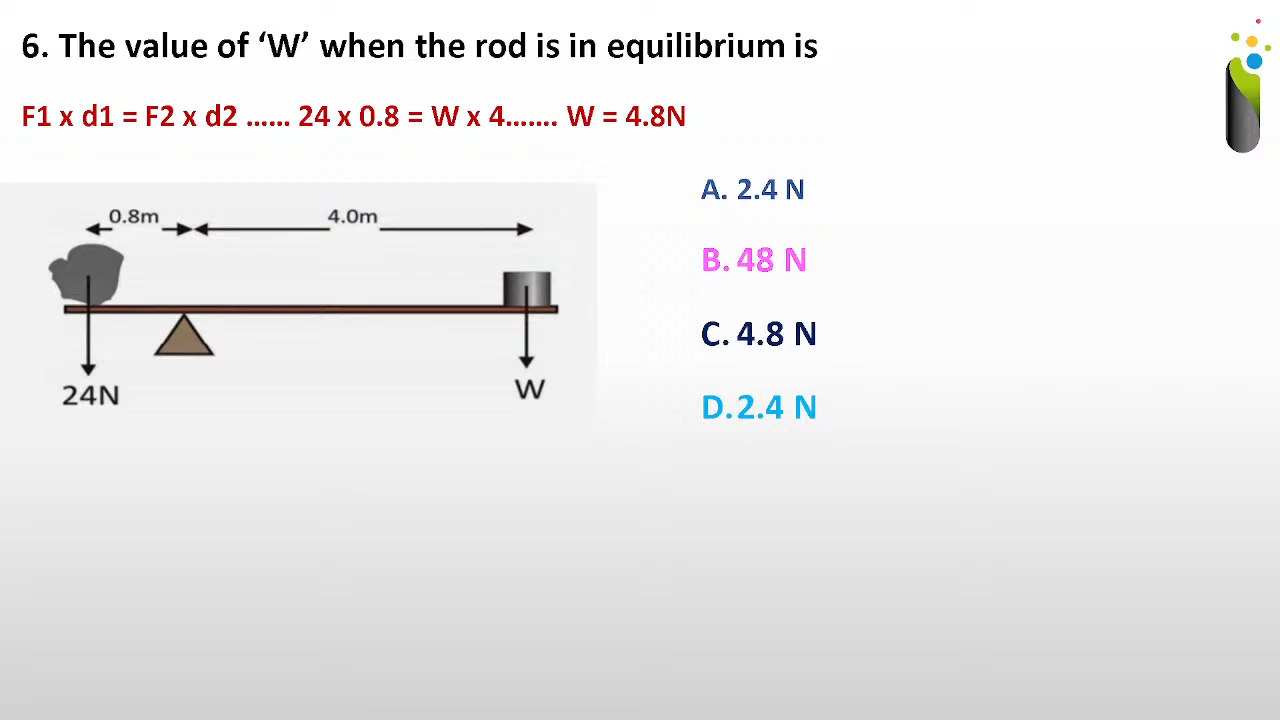 6. The value of ‘W’ when the rod is in equilibrium is
F1 x d1 = F2 x d2 ...... 24 x 0.8 = W x 4....... W = 4.8N
0.8m
4.0m
24N
W
A. 2.4 N
B. 48 N
C. 4.8 N
D. 2.4 N